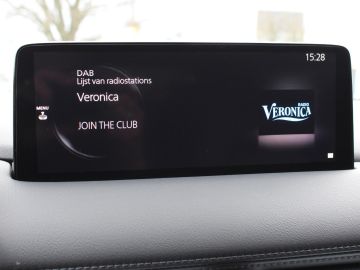 15:28
DAB
Lijst van radiostations
Veronica
MENU
JOIN THE CLUB
RADIO
VERONICA